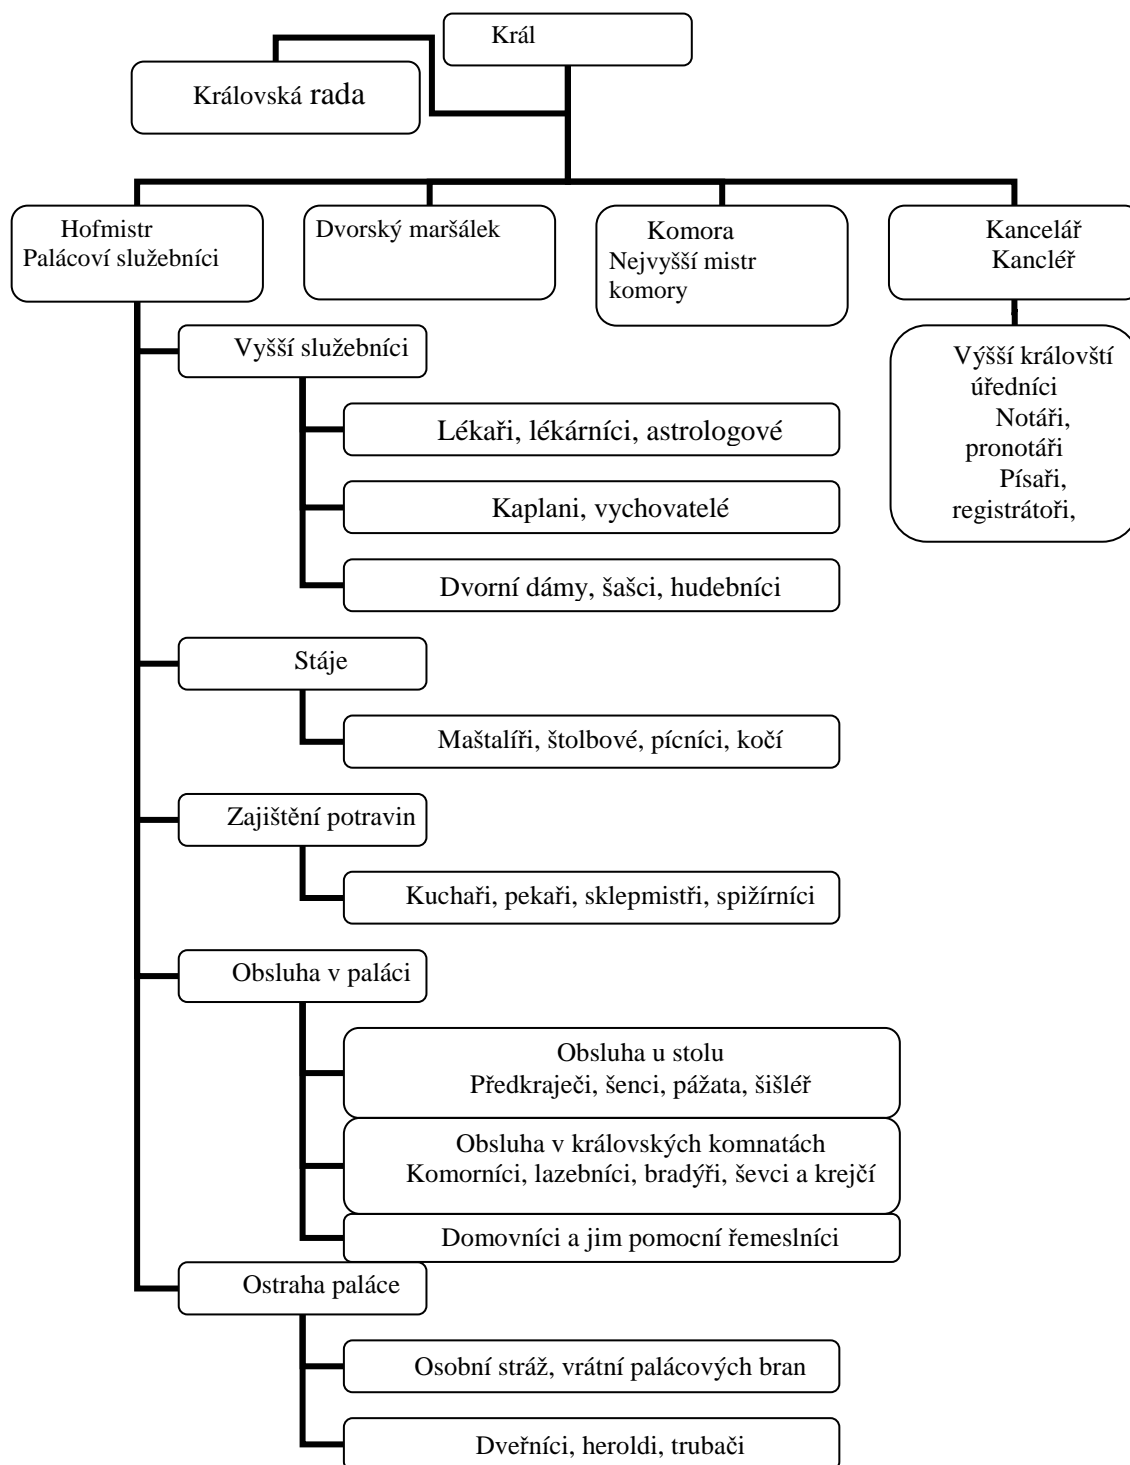 Král
Královská rada
Hofmistr
Palácoví služebníci
Dvorský maršálek
Komora
Nejvyšší mistr
komory
Kancelář
Kancléř
Vyšší služebníci
Výšší královští
úředníci
Notáři,
pronotáři
Písaři,
registrátoři,
Lékaři, lékárníci, astrologové
Kaplani, vychovatelé
Dvorní dámy, šašci, hudebníci
Stáje
Maštalíři, štolbové, pícníci, kočí
Zajištění potravin
Kuchaři, pekaři, sklepmistři, spižírníci
Obsluha v paláci
Obsluha u stolu
Předkraječi, šenci, pážata, šišléř
Obsluha v královských komnatách
Komorníci, lazebníci, bradýři, ševci a krejčí
Domovníci a jim pomocní řemeslníci
Ostraha paláce
Osobní stráž, vrátní palácových bran
Dveřníci, heroldi, trubači